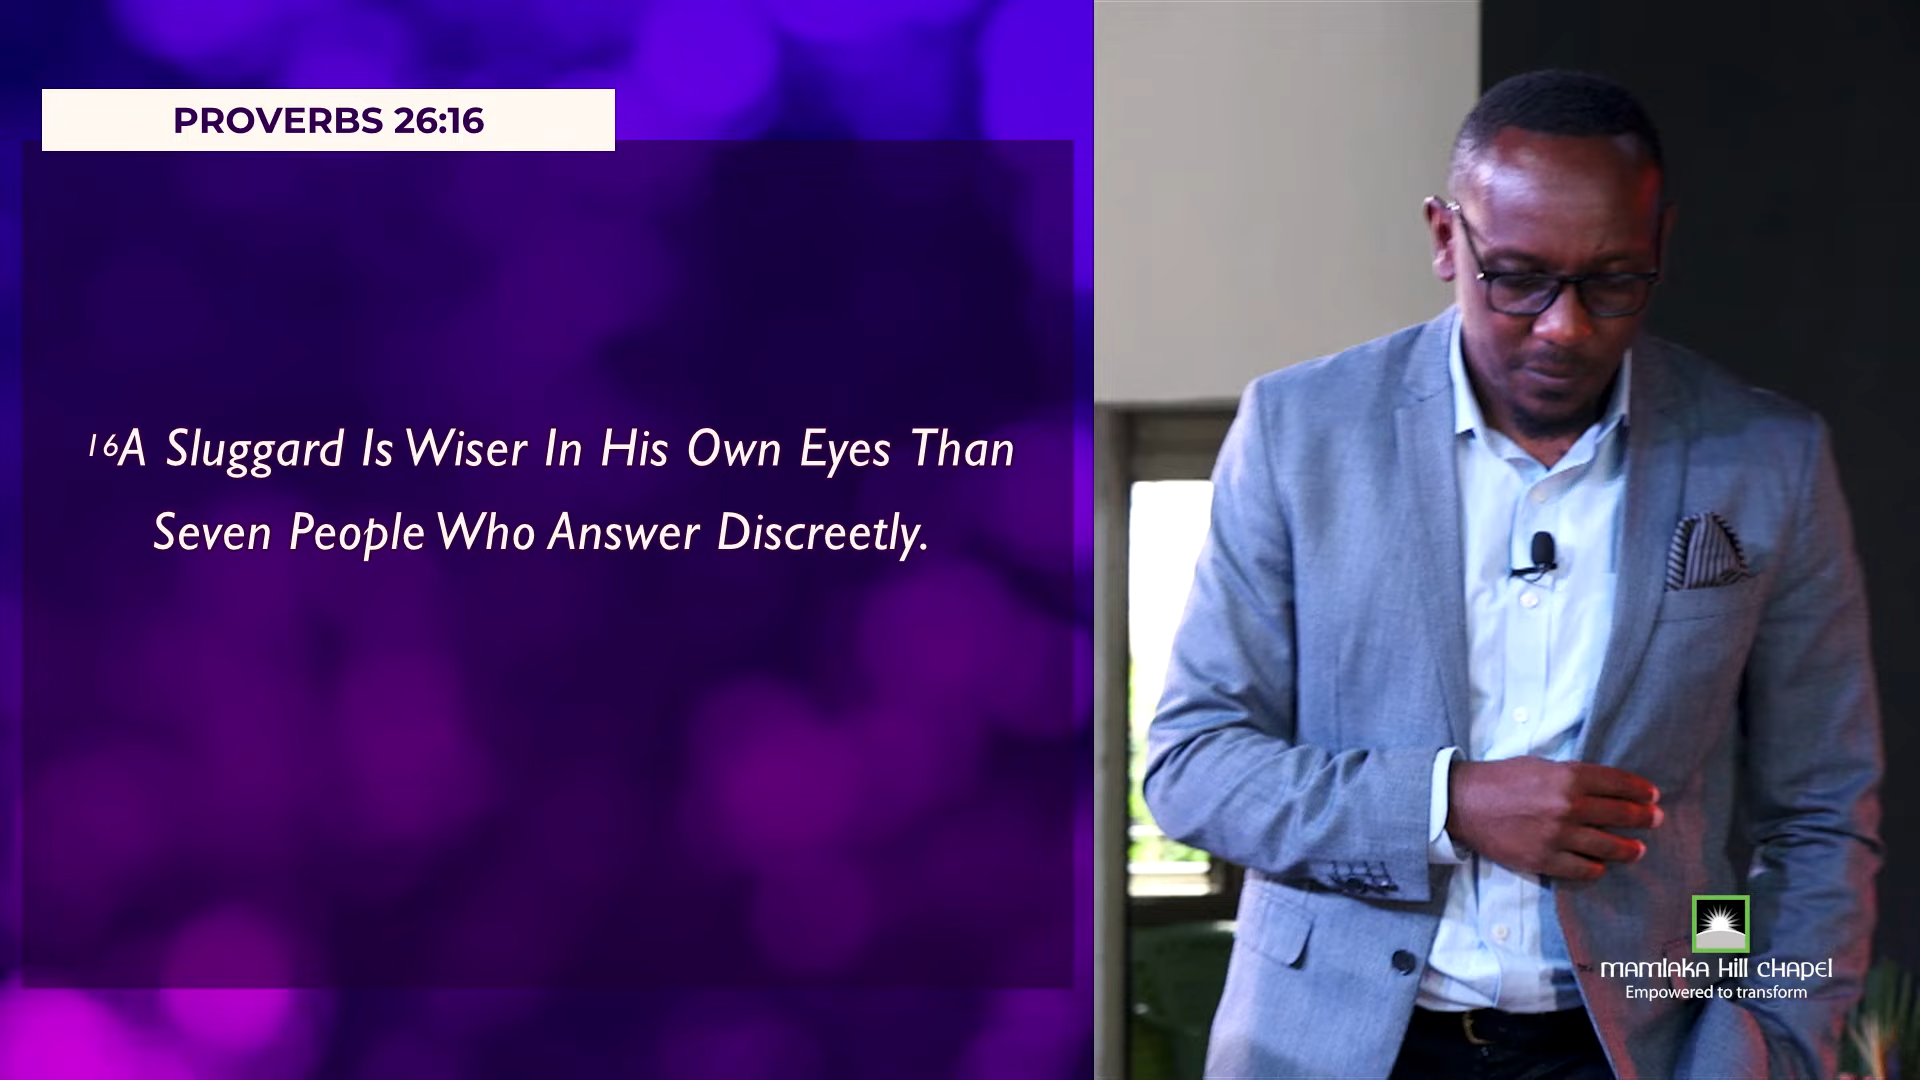 PROVERBS 26:16
16A Sluggard Is Wiser In His Own Eyes Than
Seven People Who Answer Discreetly.
mamlaka Hill chapel
Empowered to transform